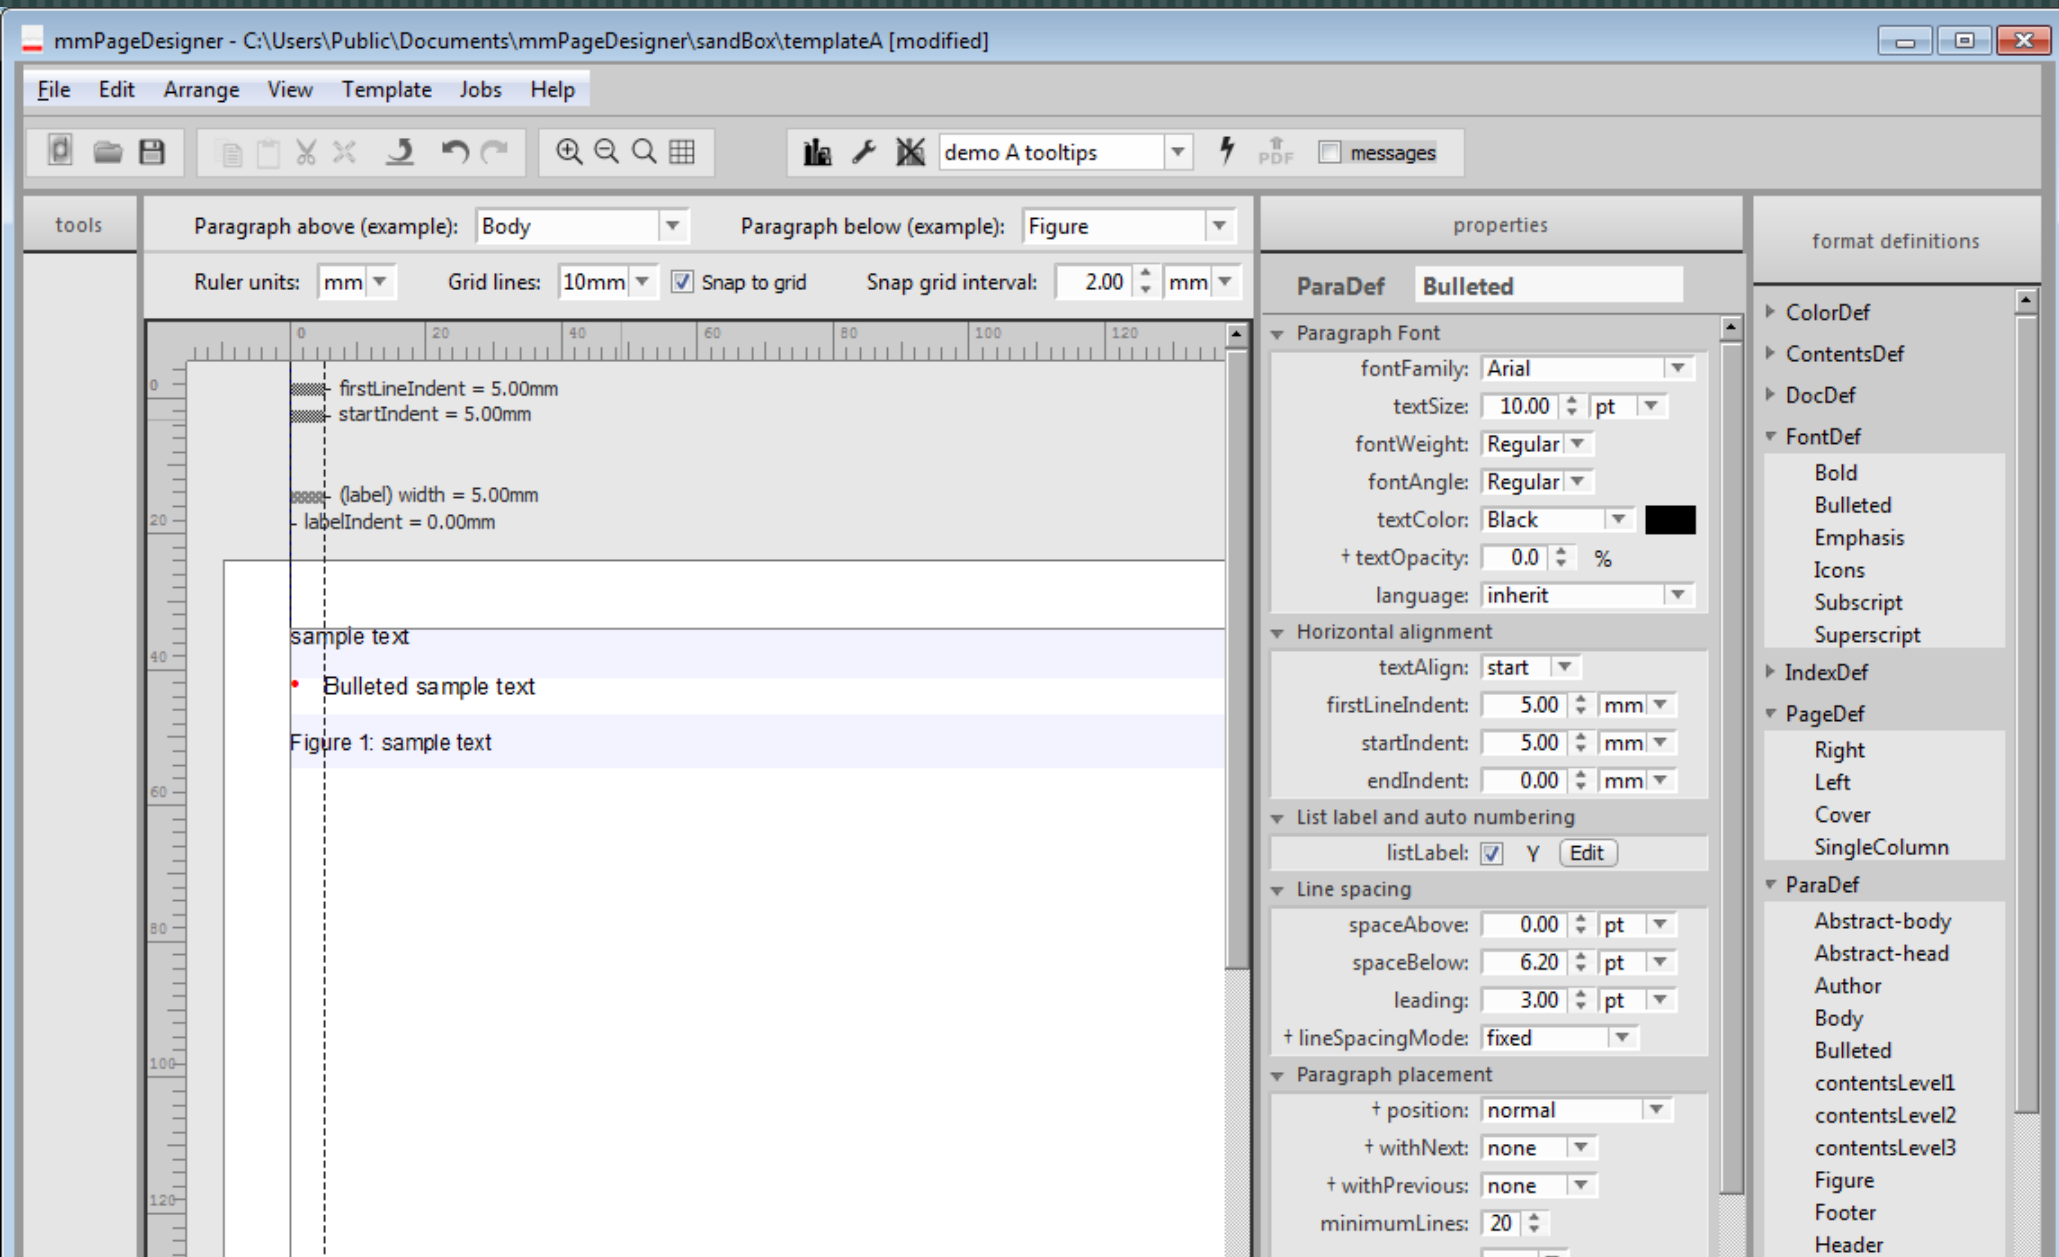 mmPageDesigner - C:\Users\Public\Documents\mmPageDesigner\sandBox\templateA [modified]
File Edit Arrange View Template Jobs Help
demo A tooltips PDF messages
tools
Paragraph above (example): Body Paragraph below (example): Figure
Ruler units: mm Grid lines: 10mm Snap to grid Snap grid interval: 2.00 mm
0 20 40 60 80 100 120
0
firstLineIndent = 5.00mm
startIndent = 5.00mm
(label) width = 5.00mm
20
labelIndent = 0.00mm
sample text
40
• Bulleted sample text
Figure 1: sample text
60
80
100
120
properties
ParaDef Bulleted
Paragraph Font
fontFamily: Arial
textSize: 10.00 pt
fontWeight: Regular
fontAngle: Regular
textColor: Black
† textOpacity: 0.0 %
language: inherit
Horizontal alignment
textAlign: start
firstLineIndent: 5.00 mm
startIndent: 5.00 mm
endIndent: 0.00 mm
List label and auto numbering
listLabel: Y Edit
Line spacing
spaceAbove: 0.00 pt
spaceBelow: 6.20 pt
leading: 3.00 pt
† lineSpacingMode: fixed
Paragraph placement
† position: normal
† withNext: none
† withPrevious: none
minimumLines: 20
format definitions
ColorDef
ContentsDef
DocDef
FontDef
Bold
Bulleted
Emphasis
Icons
Subscript
Superscript
IndexDef
PageDef
Right
Left
Cover
SingleColumn
ParaDef
Abstract-body
Abstract-head
Author
Body
Bulleted
contentsLevel1
contentsLevel2
contentsLevel3
Figure
Footer
Header